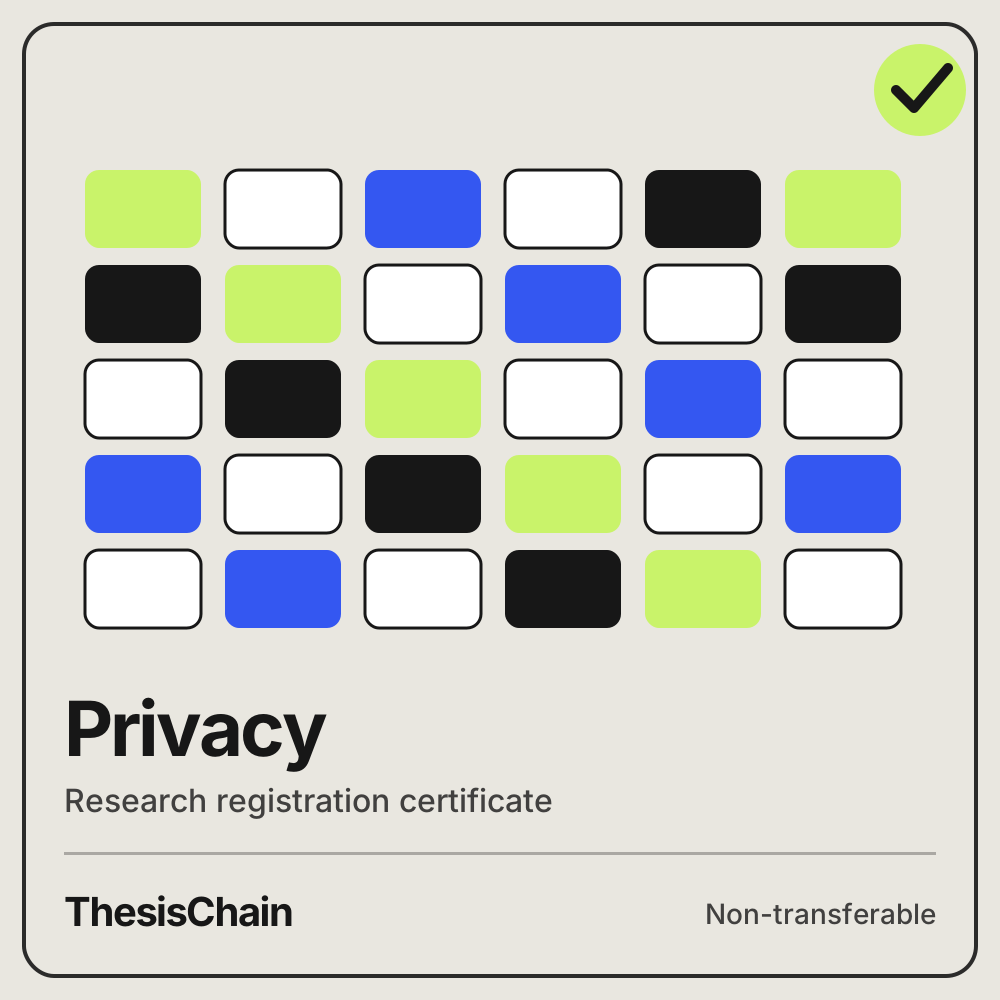 Privacy
Research registration certificate
ThesisChain
Non-transferable